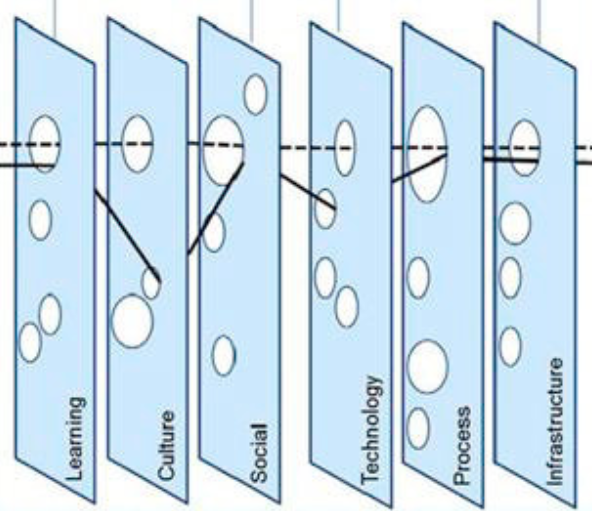 Learning
Culture
Social
Technology
Process
Infrastructure